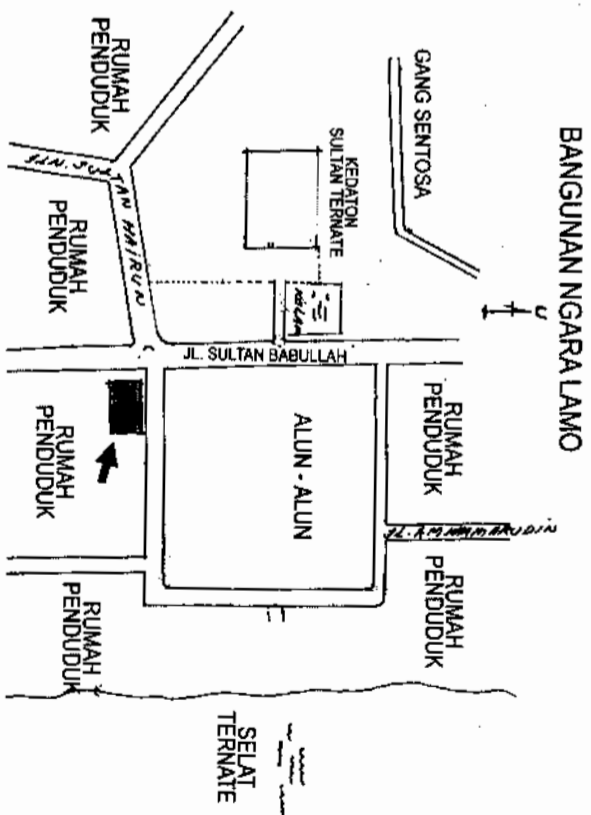 BANGUNAN NGARA LAMO
U
GANG SENTOSA
KEDATON
SULTAN TERNATE
RUMAH
PENDUDUK
JLN. SULTAN HAIRUN
RUMAH
PENDUDUK
KOLAM
JL. SULTAN BABULLAH
RUMAH
PENDUDUK
ALUN - ALUN
RUMAH
PENDUDUK
RUMAH
PENDUDUK
RUMAH
PENDUDUK
SELAT
TERNATE